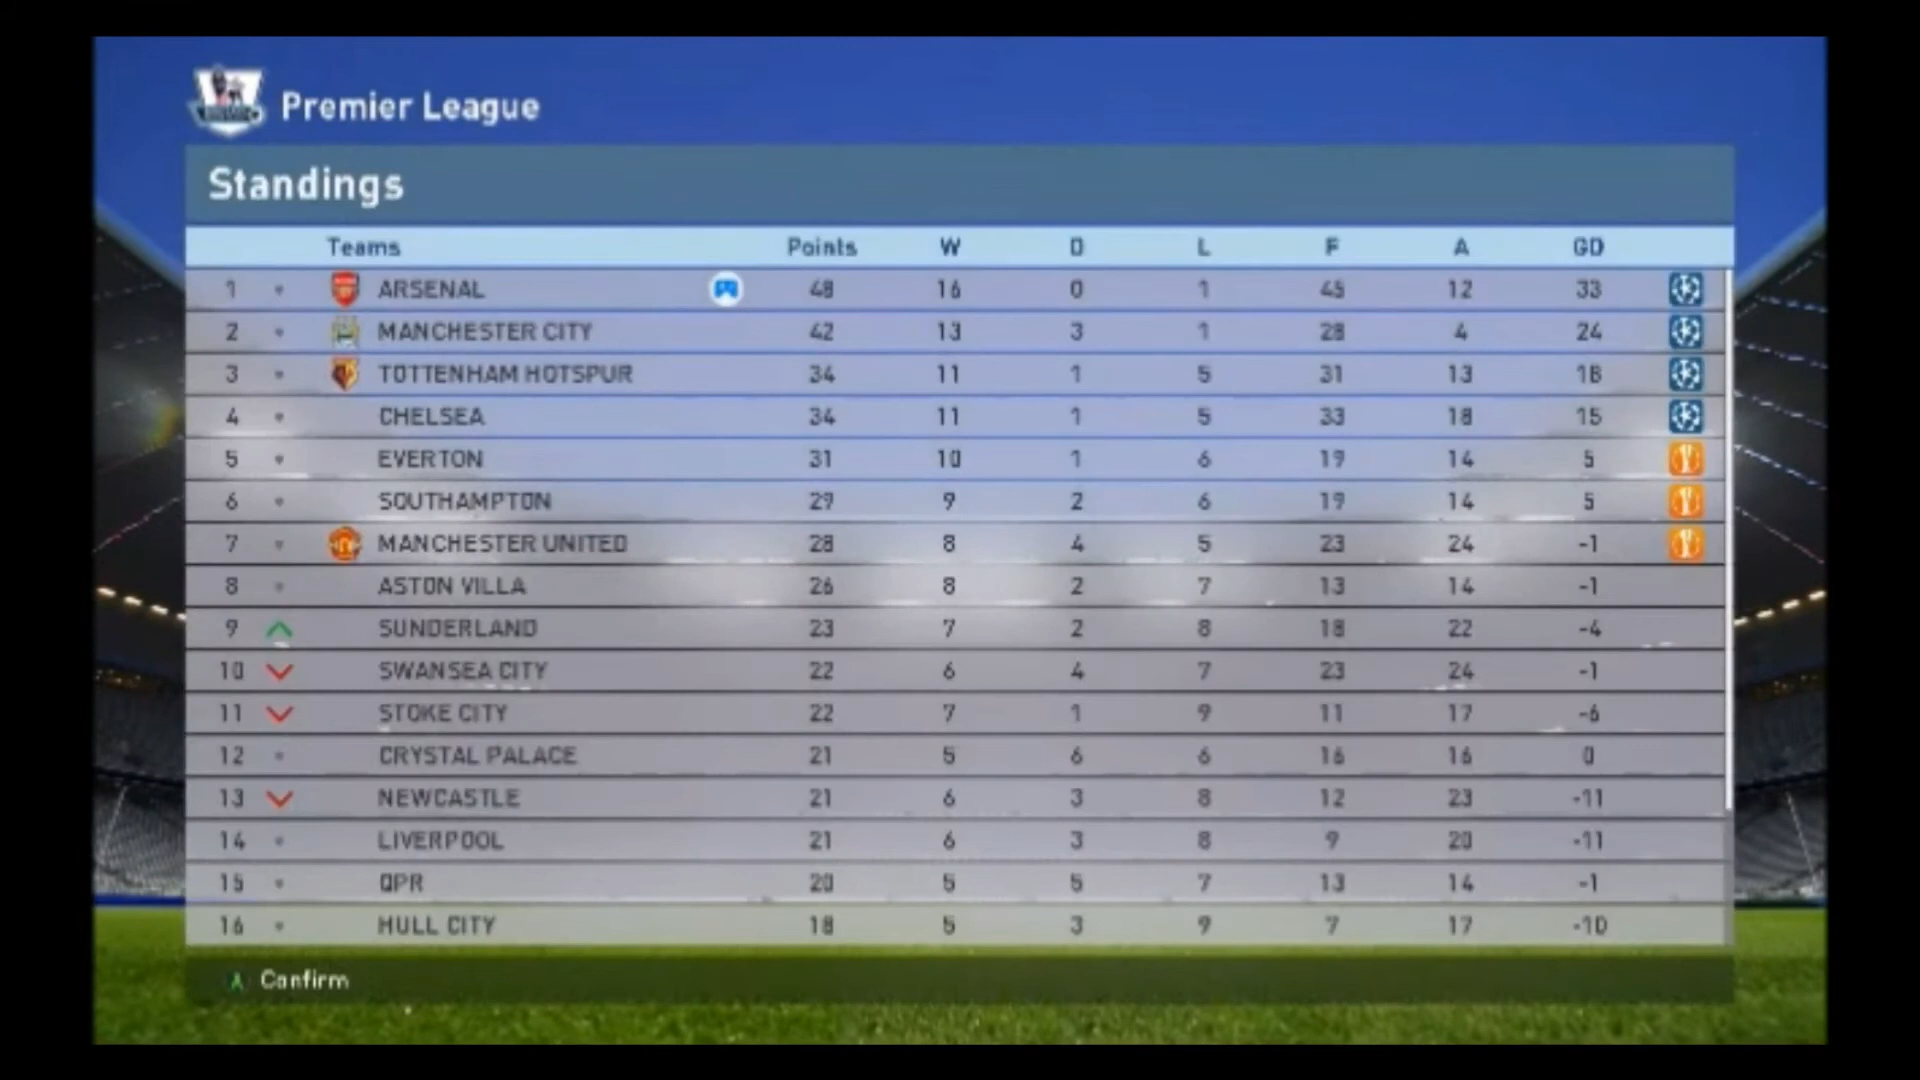 Premier League
Standings
Teams Points W D L F A GD
1 ARSENAL 48 16 0 1 45 12 33
2 MANCHESTER CITY 42 13 3 1 28 4 24
3 TOTTENHAM HOTSPUR 34 11 1 5 31 13 18
4 CHELSEA 34 11 1 5 33 18 15
5 EVERTON 31 10 1 6 19 14 5
6 SOUTHAMPTON 29 9 2 6 19 14 5
7 MANCHESTER UNITED 28 8 4 5 23 24 -1
8 ASTON VILLA 26 8 2 7 13 14 -1
9 SUNDERLAND 23 7 2 8 18 22 -4
10 SWANSEA CITY 22 6 4 7 23 24 -1
11 STOKE CITY 22 7 1 9 11 17 -6
12 CRYSTAL PALACE 21 5 6 6 16 16 0
13 NEWCASTLE 21 6 3 8 12 23 -11
14 LIVERPOOL 21 6 3 8 9 20 -11
15 QPR 20 5 5 7 13 14 -1
16 HULL CITY 18 5 3 9 7 17 -10
A Confirm